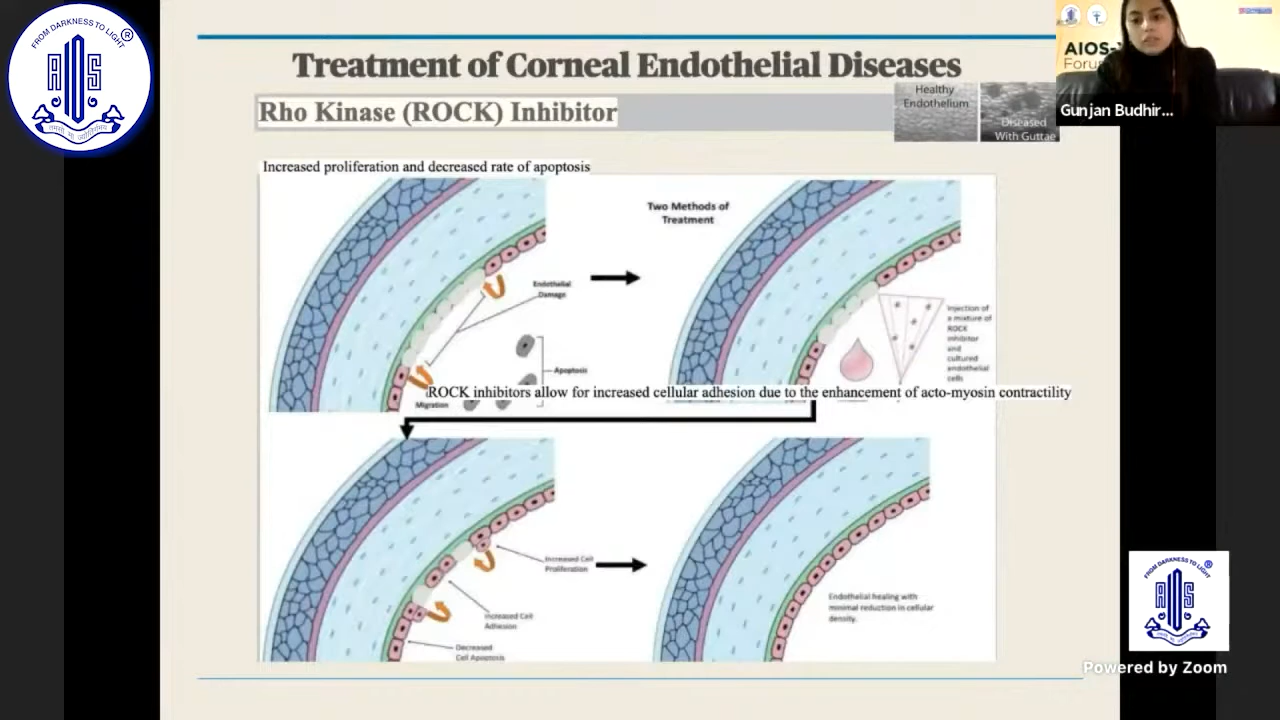 FROM DARKNESS TO LIGHT
®
AIOS
Treatment of Corneal Endothelial Diseases
Rho Kinase (ROCK) Inhibitor
Healthy
Endothelium
Diseased
With Guttae
AIOS-
Foru
Gunjan Budhir...
Increased proliferation and decreased rate of apoptosis
Two Methods of
Treatment
Endothelial
Damage
Apoptosis
Migration
Injection of
a mixture of
ROCK
inhibitor
and
cultured
endothelial
cells
ROCK inhibitors allow for increased cellular adhesion due to the enhancement of acto-myosin contractility
Increased Cell
Proliferation
Increased Cell
Adhesion
Decreased
Cell Apoptosis
Endothelial healing with
minimal reduction in cellular
density.
FROM DARKNESS TO LIGHT
®
AIOS
Powered by Zoom